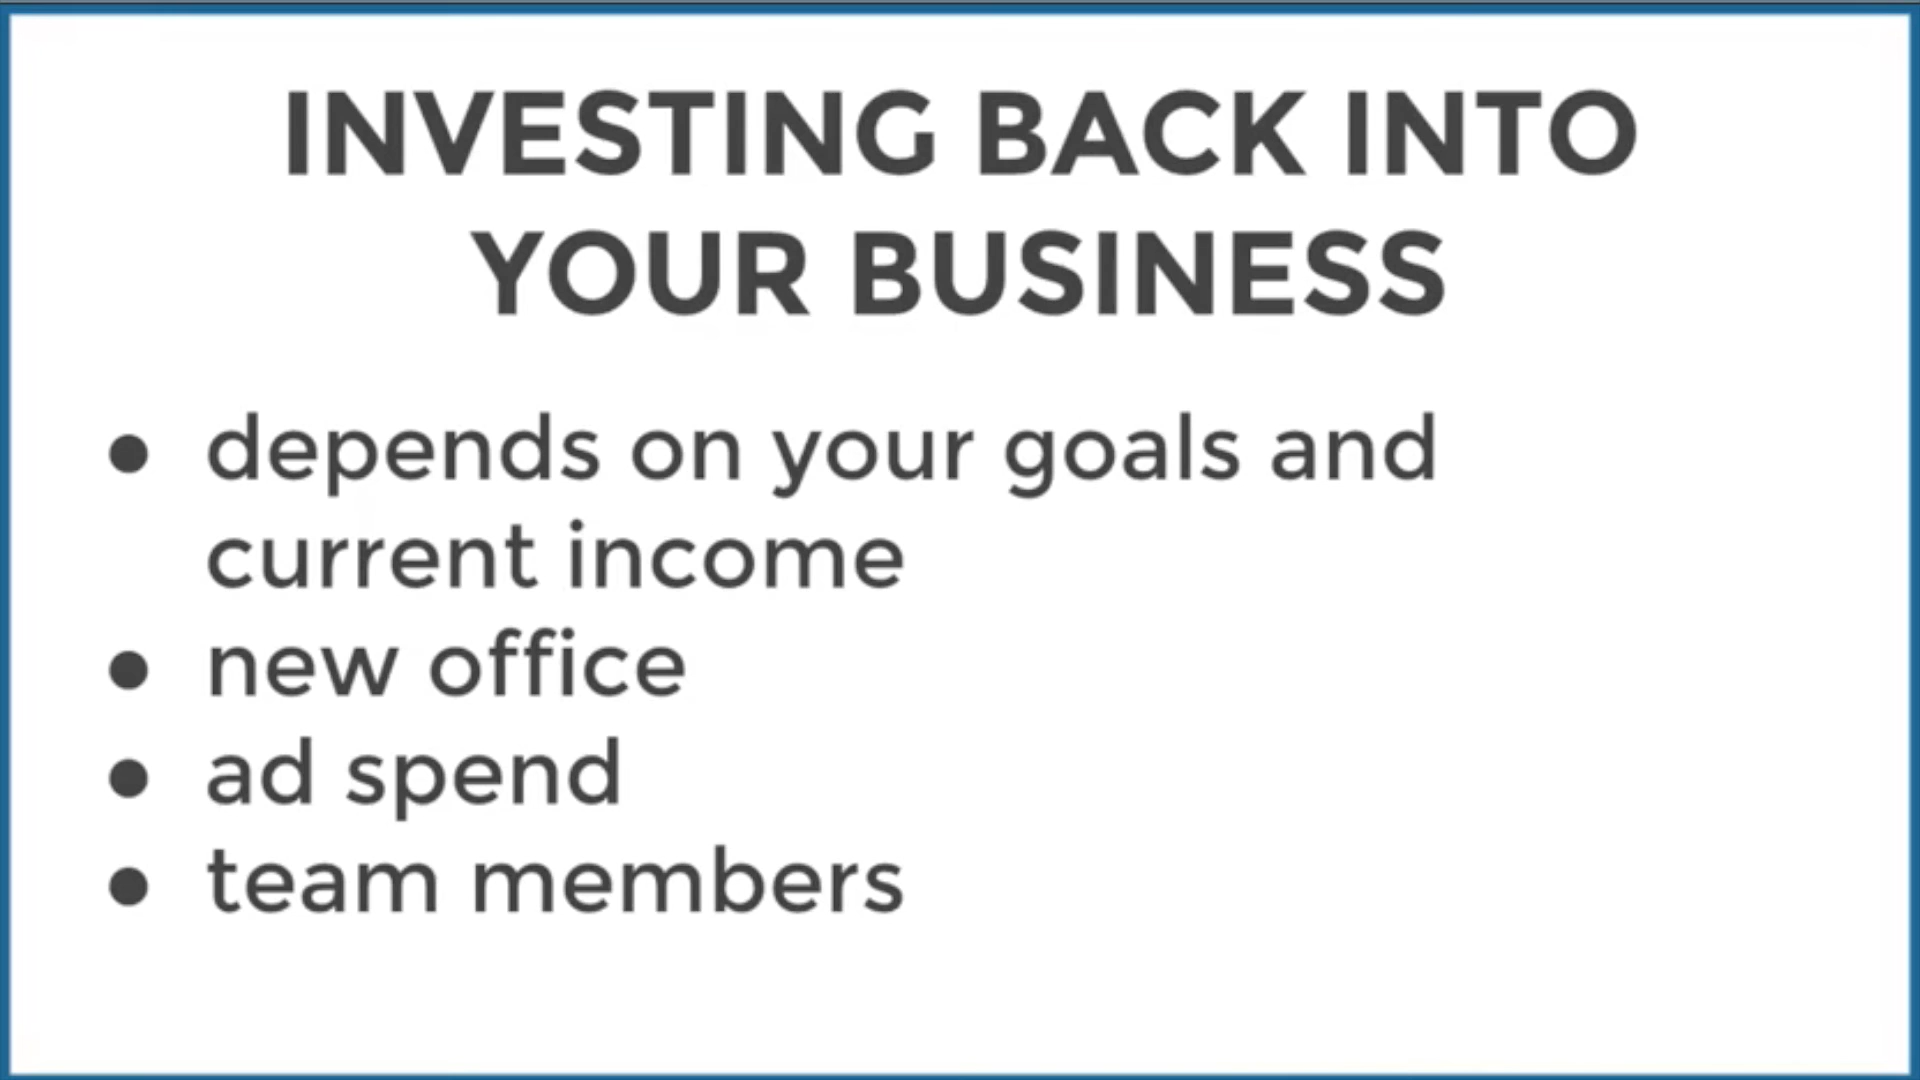 INVESTING BACK INTO
YOUR BUSINESS
● depends on your goals and
current income
● new office
● ad spend
● team members